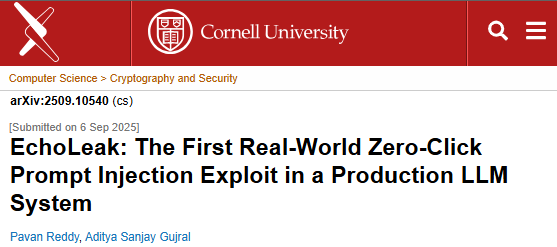 Cornell University
Computer Science > Cryptography and Security
arXiv:2509.10540 (cs)
[Submitted on 6 Sep 2025]
EchoLeak: The First Real-World Zero-Click
Prompt Injection Exploit in a Production LLM
System
Pavan Reddy, Aditya Sanjay Gujral